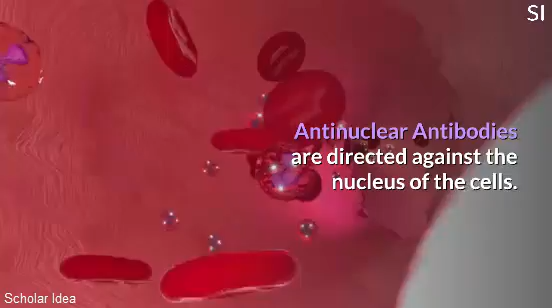 SI
Antinuclear Antibodies
are directed against the
nucleus of the cells.
Scholar Idea